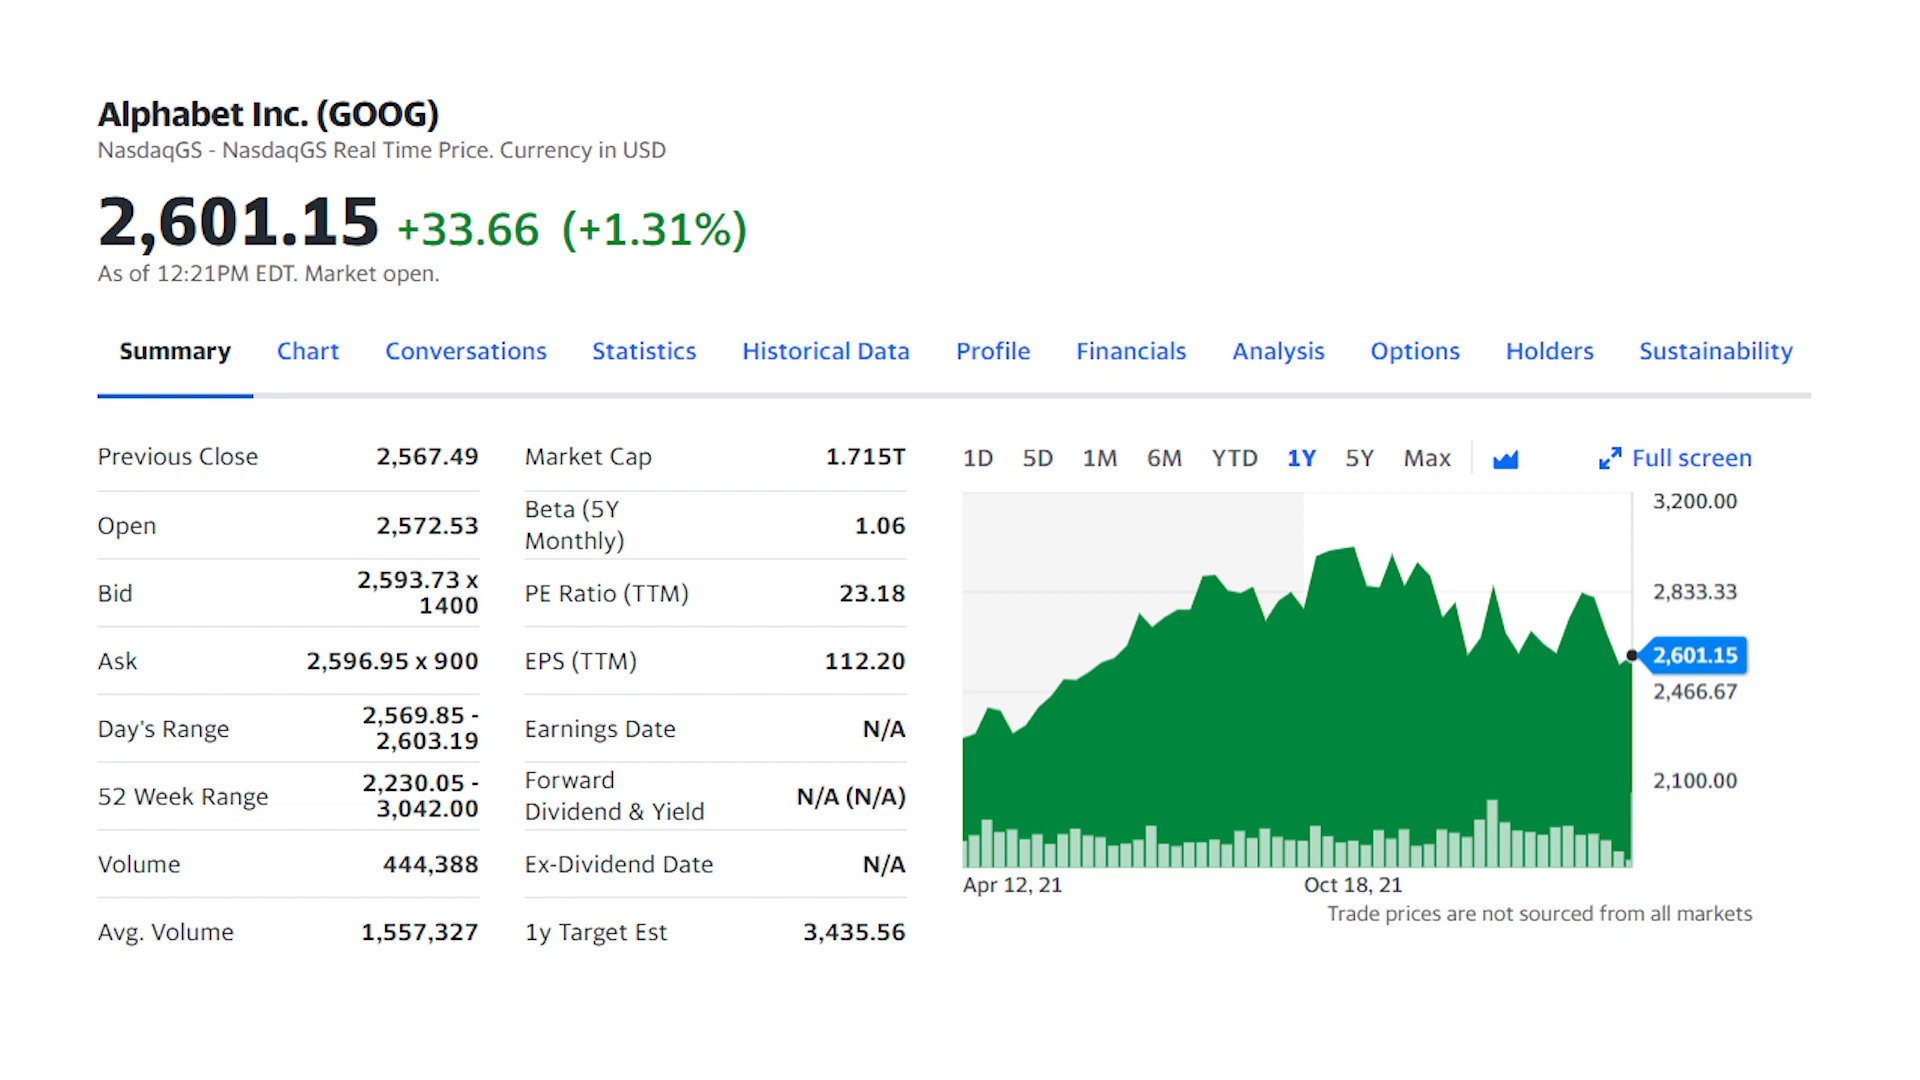 Alphabet Inc. (GOOG)
NasdaqGS - NasdaqGS Real Time Price. Currency in USD
2,601.15 +33.66 (+1.31%)
As of 12:21PM EDT. Market open.
Summary Chart Conversations Statistics Historical Data Profile Financials Analysis Options Holders Sustainability
Previous Close 2,567.49
Open 2,572.53
Bid 2,593.73 x
1400
Ask 2,596.95 x 900
Day's Range 2,569.85 -
2,603.19
52 Week Range 2,230.05 -
3,042.00
Volume 444,388
Avg. Volume 1,557,327
Market Cap 1.715T
Beta (5Y
Monthly) 1.06
PE Ratio (TTM) 23.18
EPS (TTM) 112.20
Earnings Date N/A
Forward
Dividend & Yield N/A (N/A)
Ex-Dividend Date N/A
1y Target Est 3,435.56
1D 5D 1M 6M YTD 1Y 5Y Max Full screen
3,200.00
2,833.33
2,601.15
2,466.67
2,100.00
Apr 12, 21 Oct 18, 21
Trade prices are not sourced from all markets